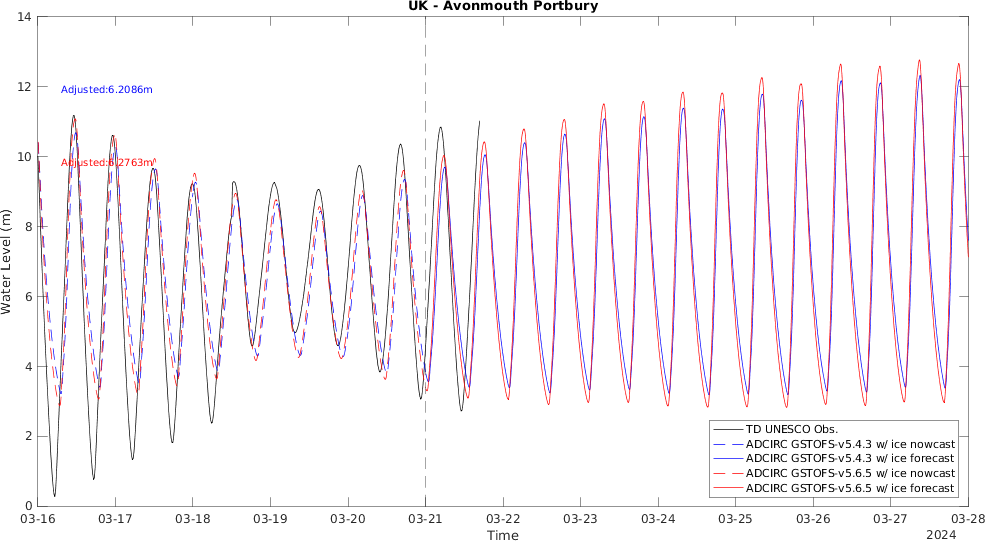 UK - Avonmouth Portbury
14
12
10
8
6
4
2
0
Water Level (m)
Adjusted:6.2086m
Adjusted:6.2763m
TD UNESCO Obs.
ADCIRC GSTOFS-v5.4.3 w/ ice nowcast
ADCIRC GSTOFS-v5.4.3 w/ ice forecast
ADCIRC GSTOFS-v5.6.5 w/ ice nowcast
ADCIRC GSTOFS-v5.6.5 w/ ice forecast
03-16 03-17 03-18 03-19 03-20 03-21 03-22 03-23 03-24 03-25 03-26 03-27 03-28
Time
2024